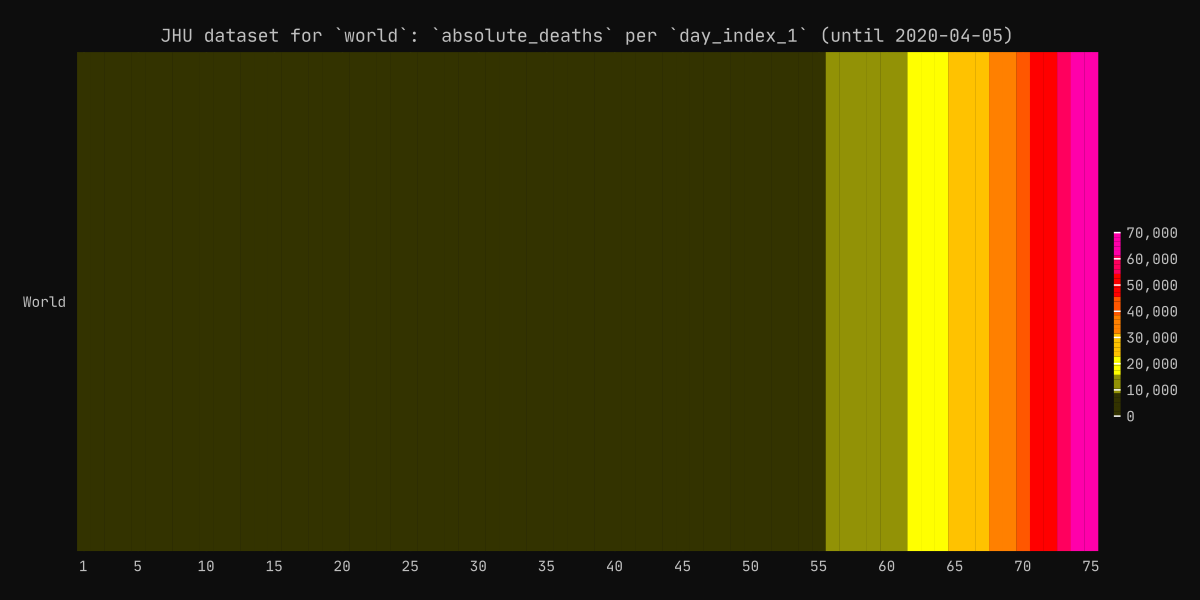 JHU dataset for `world`: `absolute_deaths` per `day_index_1` (until 2020-04-05)
World
70,000
60,000
50,000
40,000
30,000
20,000
10,000
0
1 5 10 15 20 25 30 35 40 45 50 55 60 65 70 75